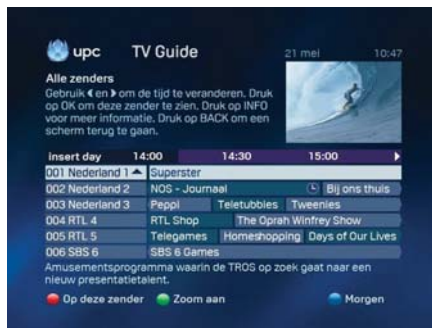 upc TV Guide 21 mei 10:47
Alle zenders
Gebruik ❮ en ❯ om de tijd te veranderen. Druk
op OK om deze zender te zien. Druk op INFO
voor meer informatie. Druk op BACK om een
scherm terug te gaan.
Insert day 14:00 14:30 15:00
001 Nederland 1 Superster
002 Nederland 2 NOS - Journaal Bij ons thuis
003 Nederland 3 Peppi Teletubbies Tweenies
004 RTL 4 RTL Shop The Oprah Winfrey Show
005 RTL 5 Telegames Homeshopping Days of Our Lives
006 SBS 6 SBS 6 Games
Amusementsprogramma waarin de TROS op zoek gaat naar een
nieuw presentatietalent.
Op deze zender Zoom aan Morgen